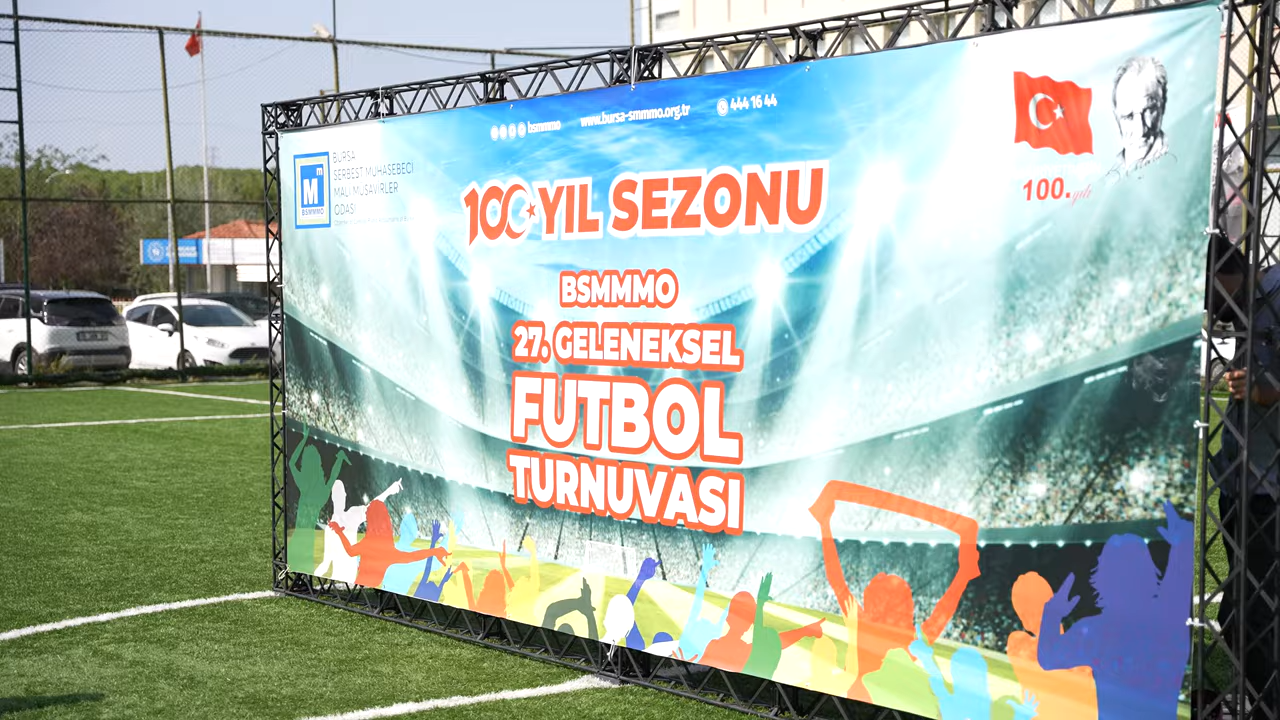 bsmmmo www.bursa-smmmo.org.tr 444 16 44
BURSA
SERBEST MUHASEBECİ
MALİ MÜŞAVİRLER
ODASI
M m
BSMMMO
100. yılı
100 YIL SEZONU
BSMMMO
27. GELENEKSEL
FUTBOL
TURNUVASI